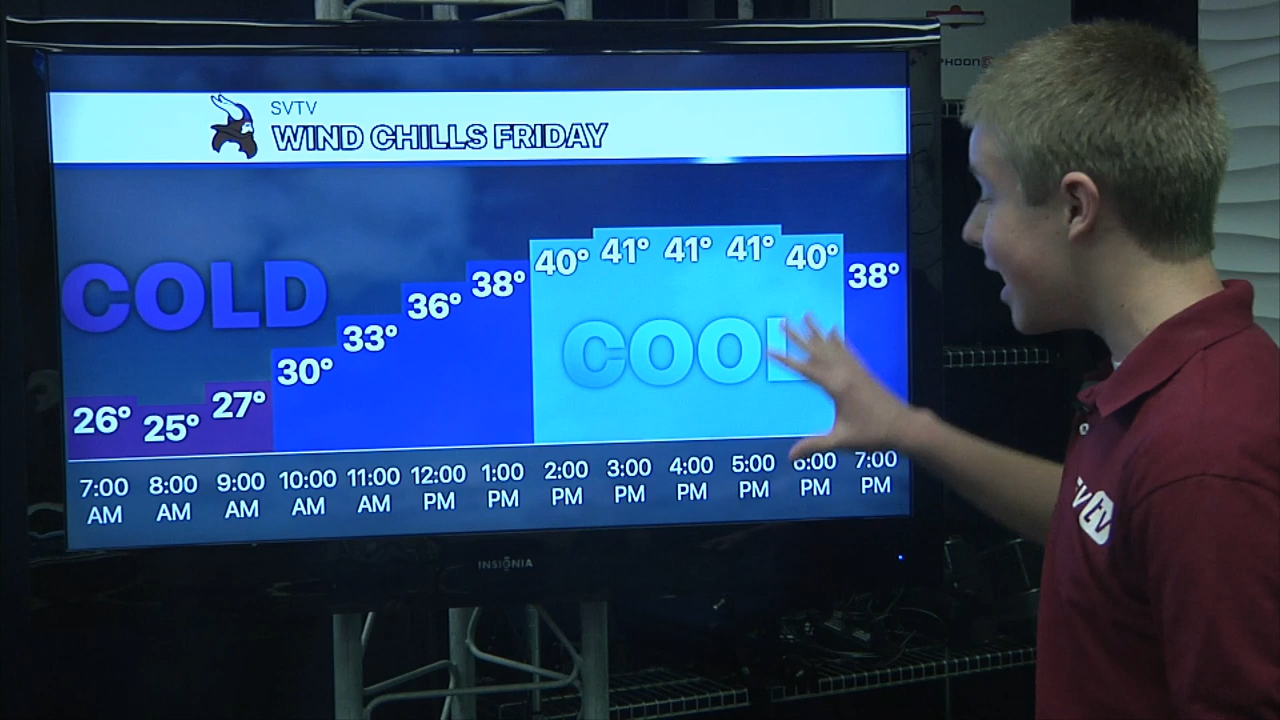 SVTV
WIND CHILLS FRIDAY
COLD
COOL
26° 25° 27° 30° 33° 36° 38° 40° 41° 41° 41° 40° 38°
7:00 8:00 9:00 10:00 11:00 12:00 1:00 2:00 3:00 4:00 5:00 6:00 7:00
AM AM AM AM AM PM PM PM PM PM PM PM PM
INSIGNIA
tv